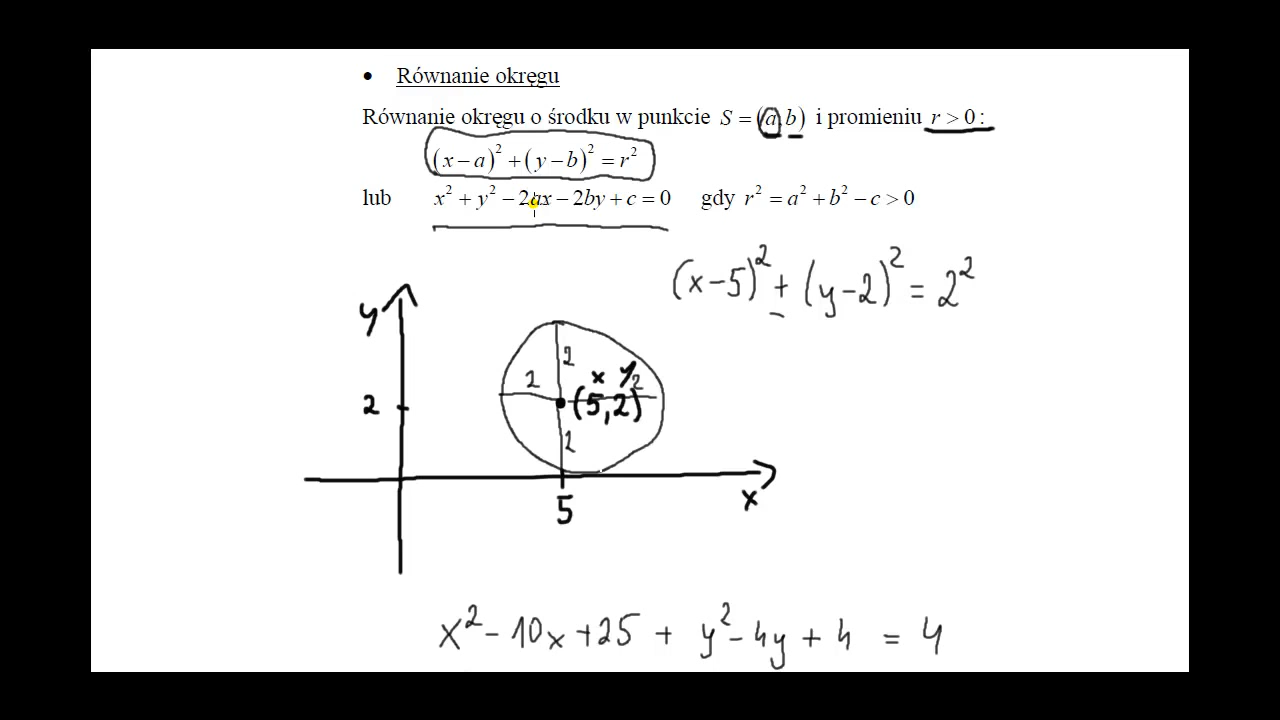 • Równanie okręgu
Równanie okręgu o środku w punkcie S = (a,b) i promieniu r > 0 :
(x − a)² + (y − b)² = r²
lub x² + y² − 2ax − 2by + c = 0 gdy r² = a² + b² − c > 0
(x−5)² + (y−2)² = 2²
y
2
x y
2 2
2 (5,2)
2
5
x
x² − 10x + 25 + y² − 4y + 4 = 4